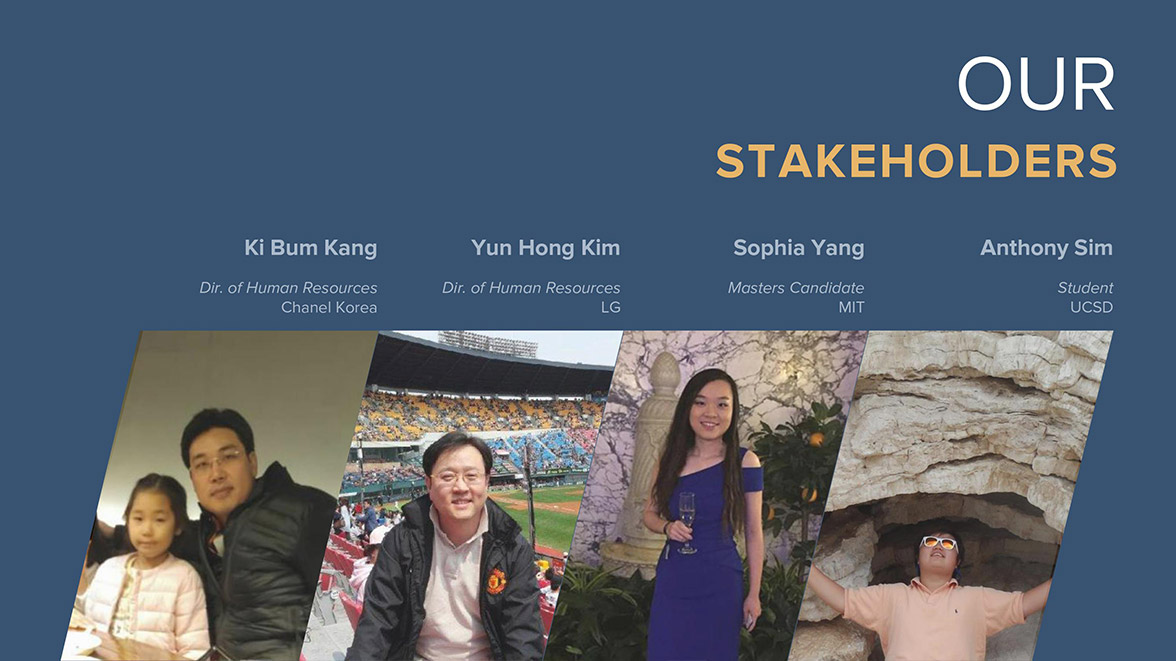 OUR
STAKEHOLDERS
Ki Bum Kang
Dir. of Human Resources
Chanel Korea
Yun Hong Kim
Dir. of Human Resources
LG
Sophia Yang
Masters Candidate
MIT
Anthony Sim
Student
UCSD